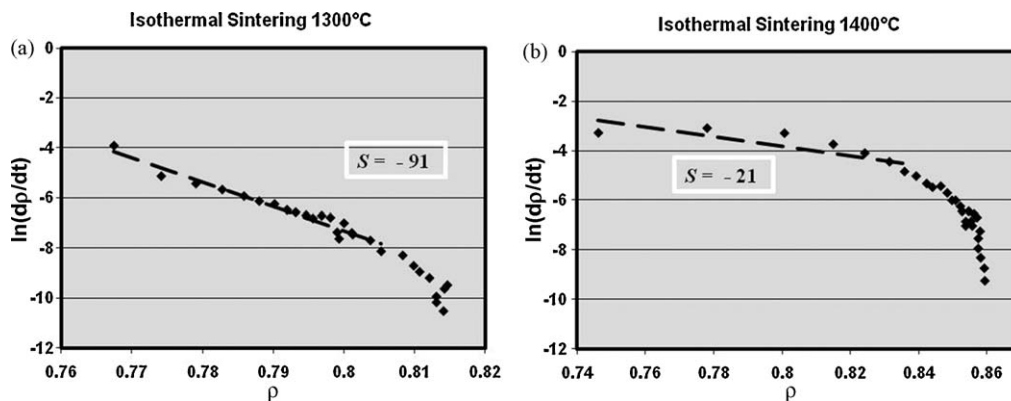 Isothermal Sintering 1300°C
(a)
ln(dρ/dt)
0
-2
-4
-6
-8
-10
-12
S = - 91
0.76 0.77 0.78 0.79 0.8 0.81 0.82
ρ
Isothermal Sintering 1400°C
(b)
ln(dρ/dt)
0
-2
-4
-6
-8
-10
-12
S = - 21
0.74 0.76 0.78 0.80 0.82 0.84 0.86
ρ